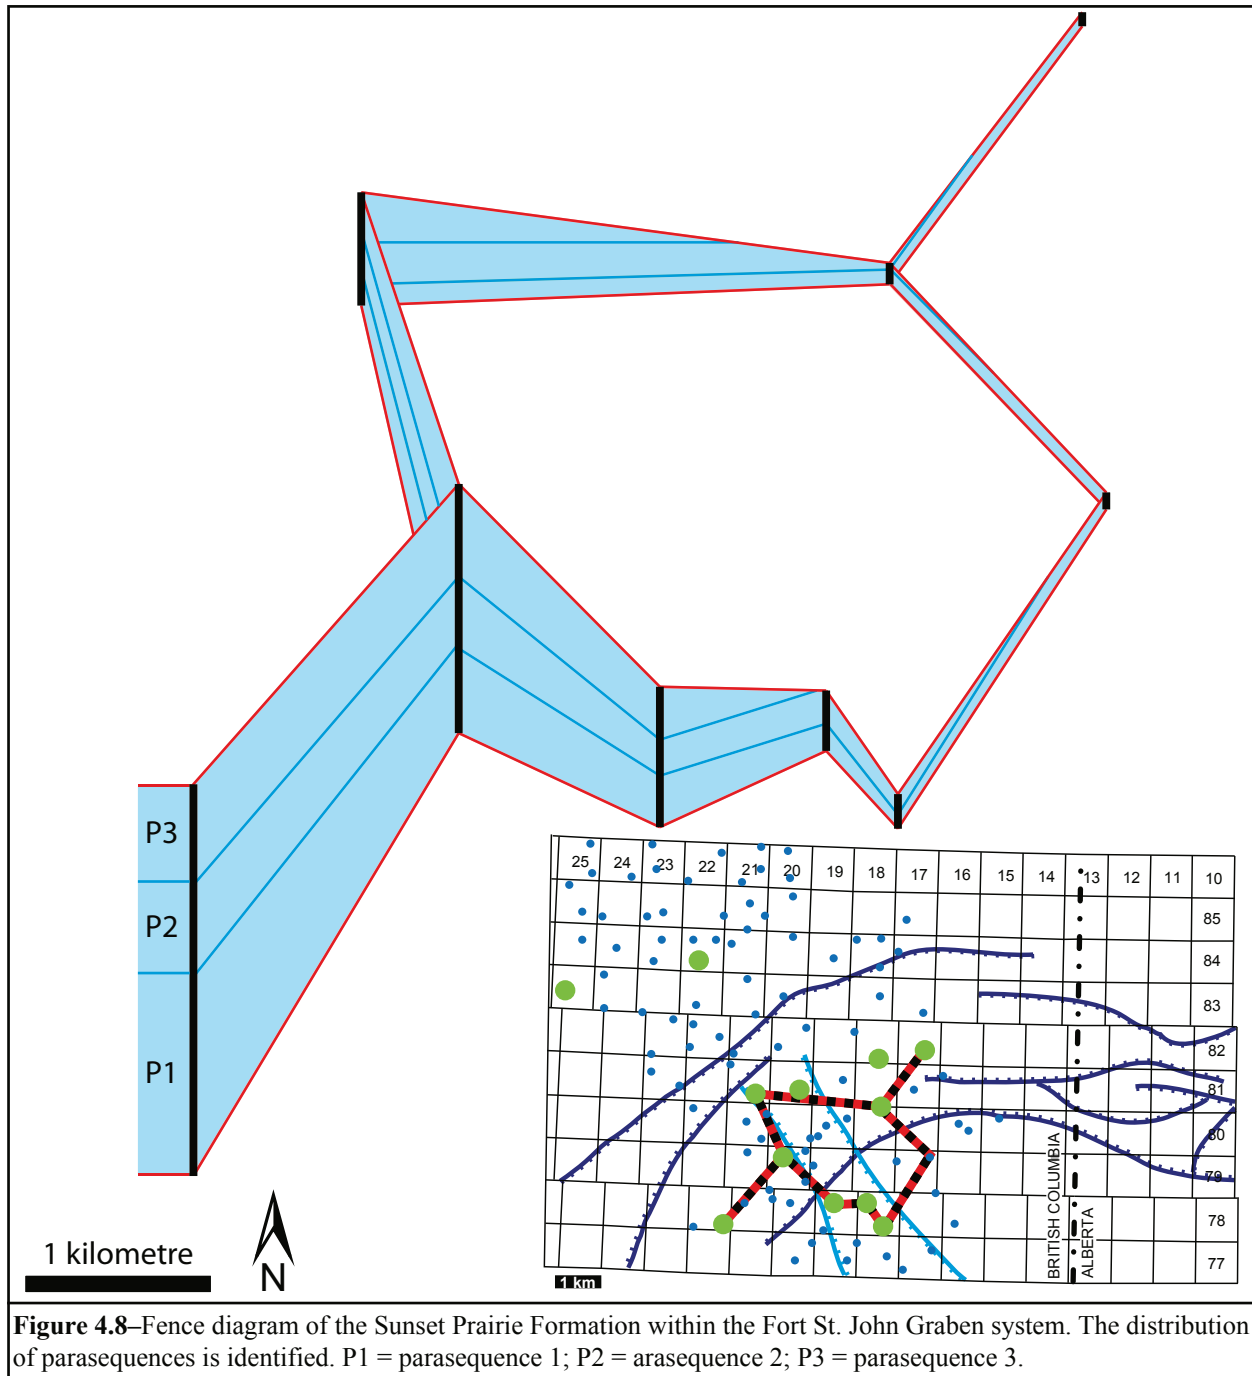 P3
P2
P1
1 kilometre
N
25 24 23 22 21 20 19 18 17 16 15 14 13 12 11 10
85
84
83
82
81
80
79
78
77
BRITISH COLUMBIA
ALBERTA
1 km
Figure 4.8–Fence diagram of the Sunset Prairie Formation within the Fort St. John Graben system. The distribution
of parasequences is identified. P1 = parasequence 1; P2 = arasequence 2; P3 = parasequence 3.